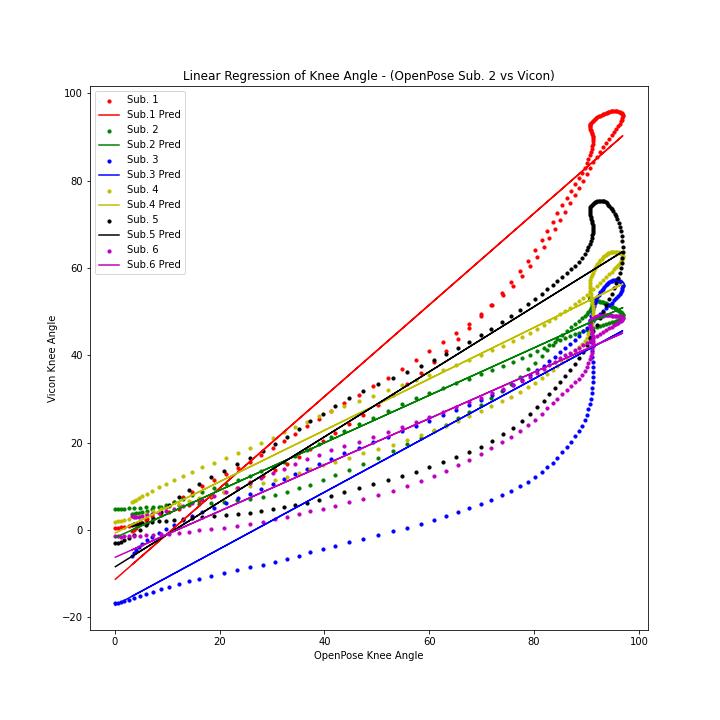 Linear Regression of Knee Angle - (OpenPose Sub. 2 vs Vicon)
Sub. 1
Sub.1 Pred
Sub. 2
Sub.2 Pred
Sub. 3
Sub.3 Pred
Sub. 4
Sub.4 Pred
Sub. 5
Sub.5 Pred
Sub. 6
Sub.6 Pred
100
80
60
40
20
0
−20
Vicon Knee Angle
0 20 40 60 80 100
OpenPose Knee Angle